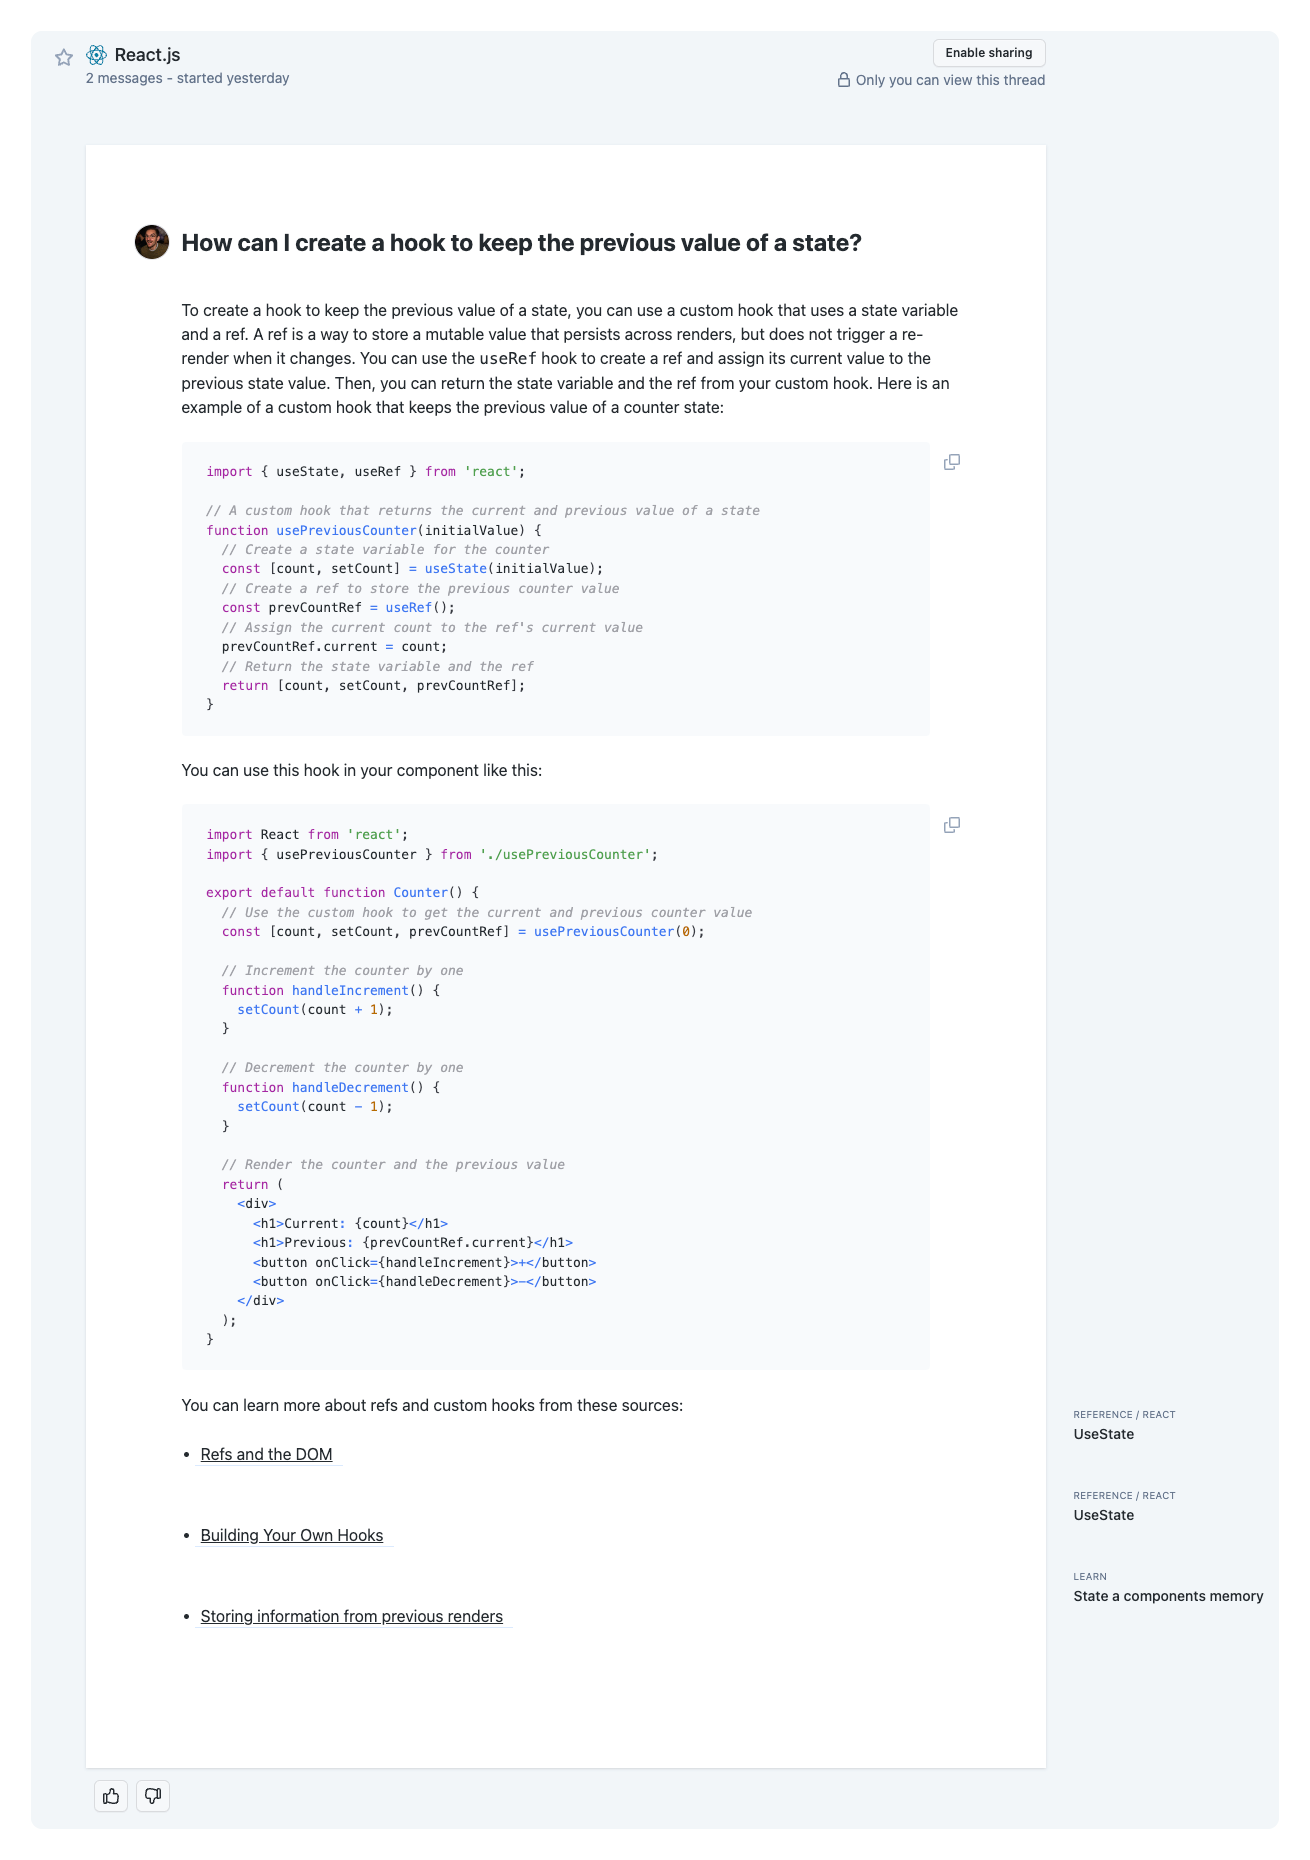 React.js
Enable sharing
2 messages - started yesterday
Only you can view this thread
How can I create a hook to keep the previous value of a state?
To create a hook to keep the previous value of a state, you can use a custom hook that uses a state variable
and a ref. A ref is a way to store a mutable value that persists across renders, but does not trigger a re-
render when it changes. You can use the useRef hook to create a ref and assign its current value to the
previous state value. Then, you can return the state variable and the ref from your custom hook. Here is an
example of a custom hook that keeps the previous value of a counter state:
import { useState, useRef } from 'react';

// A custom hook that returns the current and previous value of a state
function usePreviousCounter(initialValue) {
  // Create a state variable for the counter
  const [count, setCount] = useState(initialValue);
  // Create a ref to store the previous counter value
  const prevCountRef = useRef();
  // Assign the current count to the ref's current value
  prevCountRef.current = count;
  // Return the state variable and the ref
  return [count, setCount, prevCountRef];
}
You can use this hook in your component like this:
import React from 'react';
import { usePreviousCounter } from './usePreviousCounter';

export default function Counter() {
  // Use the custom hook to get the current and previous counter value
  const [count, setCount, prevCountRef] = usePreviousCounter(0);

  // Increment the counter by one
  function handleIncrement() {
    setCount(count + 1);
  }

  // Decrement the counter by one
  function handleDecrement() {
    setCount(count - 1);
  }

  // Render the counter and the previous value
  return (
    <div>
      <h1>Current: {count}</h1>
      <h1>Previous: {prevCountRef.current}</h1>
      <button onClick={handleIncrement}>+</button>
      <button onClick={handleDecrement}>-</button>
    </div>
  );
}
You can learn more about refs and custom hooks from these sources:
• Refs and the DOM
REFERENCE / REACT
UseState
• Building Your Own Hooks
REFERENCE / REACT
UseState
• Storing information from previous renders
LEARN
State a components memory